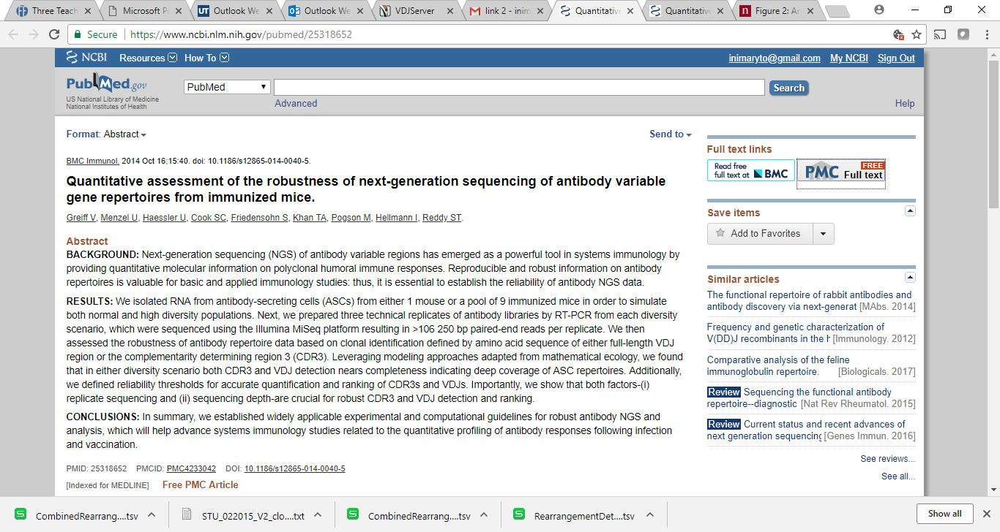 Three Teach
Microsoft P
Outlook We
Outlook We
VDJServer
link 2 - inim
Quantitativ
Quantitative
Figure 2: An
Secure https://www.ncbi.nlm.nih.gov/pubmed/25318652
NCBI Resources How To inimaryto@gmail.com My NCBI Sign Out
PubMed.gov
US National Library of Medicine
National Institutes of Health
PubMed
Search
Advanced
Help
Format: Abstract
Send to
BMC Immunol. 2014 Oct 16;15:40. doi: 10.1186/s12865-014-0040-5.
Quantitative assessment of the robustness of next-generation sequencing of antibody variable
gene repertoires from immunized mice.
Greiff V, Menzel U, Haessler U, Cook SC, Friedensohn S, Khan TA, Pogson M, Hellmann I, Reddy ST.
Abstract
BACKGROUND: Next-generation sequencing (NGS) of antibody variable regions has emerged as a powerful tool in systems immunology by
providing quantitative molecular information on polyclonal humoral immune responses. Reproducible and robust information on antibody
repertoires is valuable for basic and applied immunology studies: thus, it is essential to establish the reliability of antibody NGS data.
RESULTS: We isolated RNA from antibody-secreting cells (ASCs) from either 1 mouse or a pool of 9 immunized mice in order to simulate
both normal and high diversity populations. Next, we prepared three technical replicates of antibody libraries by RT-PCR from each diversity
scenario, which were sequenced using the Illumina MiSeq platform resulting in >106 250 bp paired-end reads per replicate. We then
assessed the robustness of antibody repertoire data based on clonal identification defined by amino acid sequence of either full-length VDJ
region or the complementarity determining region 3 (CDR3). Leveraging modeling approaches adapted from mathematical ecology, we found
that in either diversity scenario both CDR3 and VDJ detection nears completeness indicating deep coverage of ASC repertoires. Additionally,
we defined reliability thresholds for accurate quantification and ranking of CDR3s and VDJs. Importantly, we show that both factors-(i)
replicate sequencing and (ii) sequencing depth-are crucial for robust CDR3 and VDJ detection and ranking.
CONCLUSIONS: In summary, we established widely applicable experimental and computational guidelines for robust antibody NGS and
analysis, which will help advance systems immunology studies related to the quantitative profiling of antibody responses following infection
and vaccination.
PMID: 25318652 PMCID: PMC4233042 DOI: 10.1186/s12865-014-0040-5
[Indexed for MEDLINE] Free PMC Article
Full text links
Read free
full text at BMC
PMC FREE
Full text
Save items
Add to Favorites
Similar articles
The functional repertoire of rabbit antibodies and
antibody discovery via next-generat [MAbs. 2014]
Frequency and genetic characterization of
V(DD)J recombinants in the h [Immunology. 2012]
Comparative analysis of the feline
immunoglobulin repertoire. [Biologicals. 2017]
Review Sequencing the functional antibody
repertoire--diagnostic [Nat Rev Rheumatol. 2015]
Review Current status and recent advances of
next generation sequencing [Genes Immun. 2016]
See reviews...
See all...
CombinedRearrang....tsv
STU_022015_V2_clo....txt
CombinedRearrang....tsv
RearrangementDet....tsv
Show all